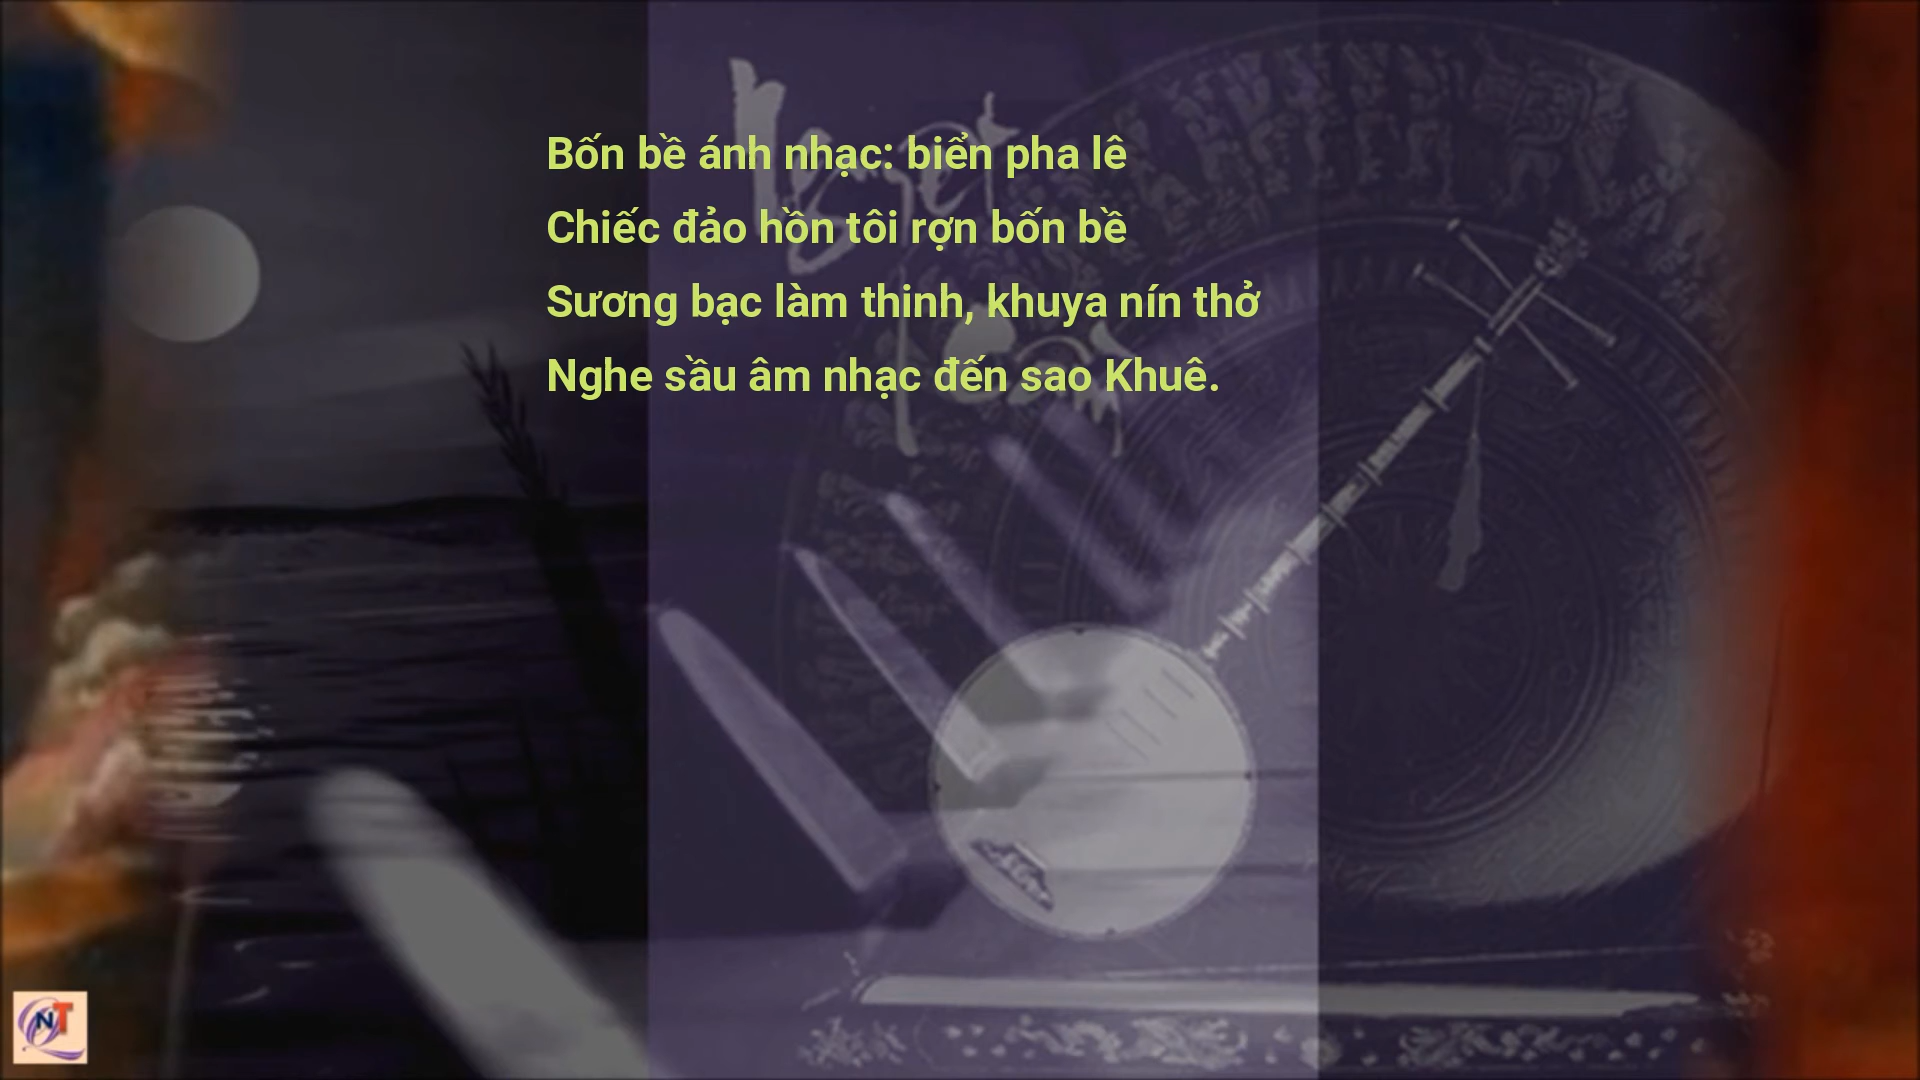 Bốn bề ánh nhạc: biển pha lê
Chiếc đảo hồn tôi rợn bốn bề
Sương bạc làm thinh, khuya nín thở
Nghe sầu âm nhạc đến sao Khuê.
NT